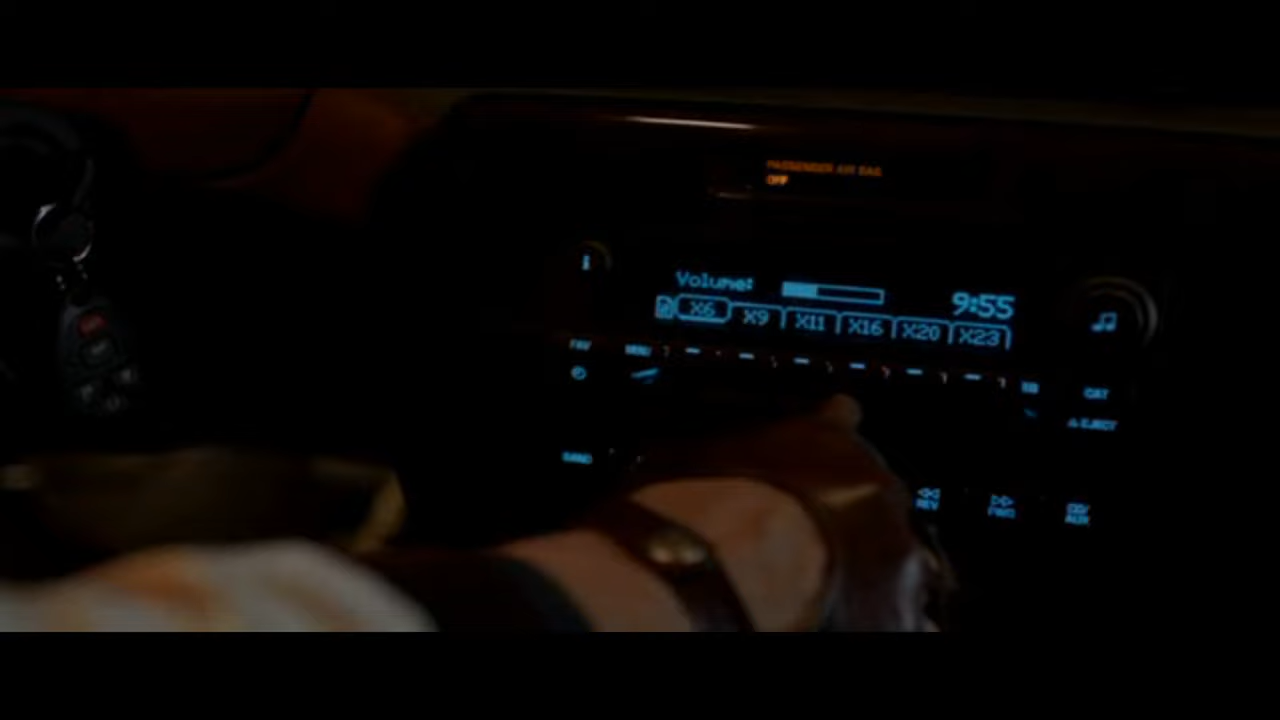 PASSENGER AIR BAG
OFF
i
Volume: 9:55
X6 X9 X11 X16 X20 X23
FAV MENU
CAT
EJECT
BAND
REV FWD CD/AUX